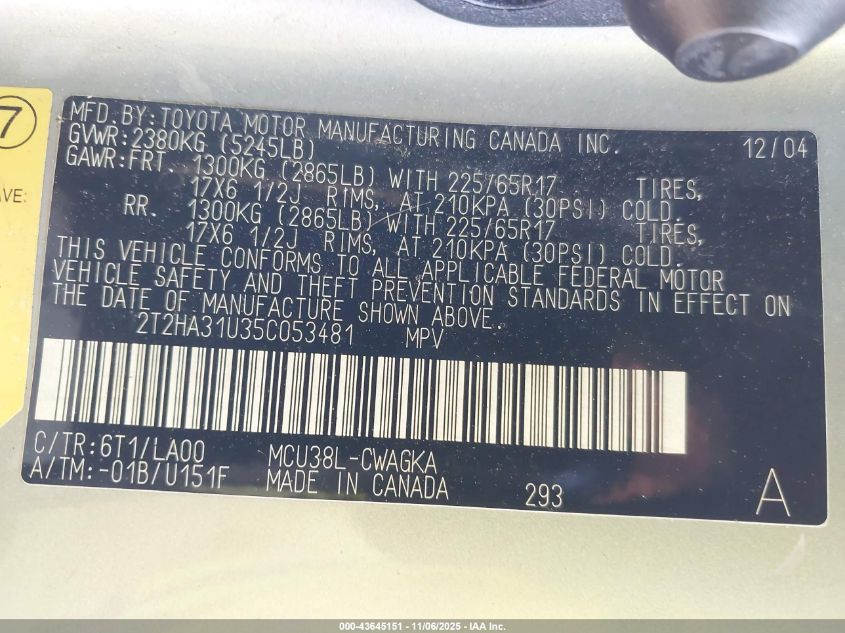 7
AVE:
MFD.BY:TOYOTA MOTOR MANUFACTURING CANADA INC. 12/04
GVWR:2380KG (5245LB)
GAWR:FRT. 1300KG (2865LB) WITH 225/65R17 TIRES,
17X6 1/2J RIMS, AT 210KPA (30PSI) COLD.
RR. 1300KG (2865LB) WITH 225/65R17 TIRES,
17X6 1/2J RIMS, AT 210KPA (30PSI) COLD.
THIS VEHICLE CONFORMS TO ALL APPLICABLE FEDERAL MOTOR
VEHICLE SAFETY AND THEFT PREVENTION STANDARDS IN EFFECT ON
THE DATE OF MANUFACTURE SHOWN ABOVE.
2T2HA31U35C053481 MPV
C/TR:6T1/LA00 MCU38L-CWAGKA
A/TM:-01B/U151F MADE IN CANADA 293 A
000-43645151 - 11/06/2025 - IAA Inc.